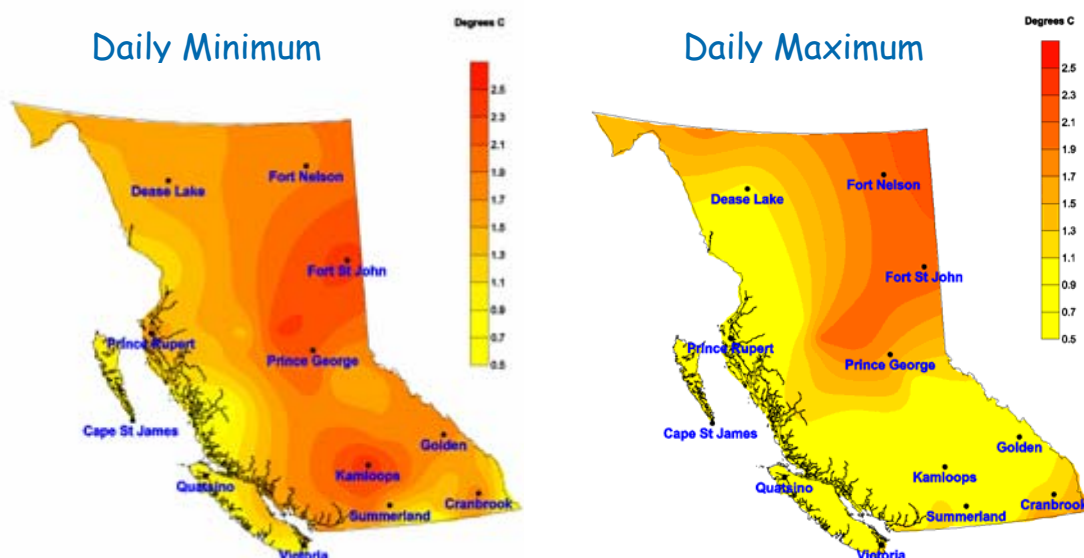 Degrees C
Daily Minimum
2.5
2.3
2.1
1.9
1.5
1.3
1.1
0.9
0.7
0.5
Fort Nelson
Dease Lake
Fort St John
Prince Rupert
Prince George
Cape St James
Golden
Kamloops
Quatsino
Cranbrook
Summerland
Victoria
Degrees C
Daily Maximum
2.5
2.3
2.1
1.9
1.7
1.5
1.3
1.1
0.9
0.7
0.5
Fort Nelson
Dease Lake
Fort St John
Prince Rupert
Prince George
Cape St James
Golden
Kamloops
Quatsino
Cranbrook
Summerland
Victoria